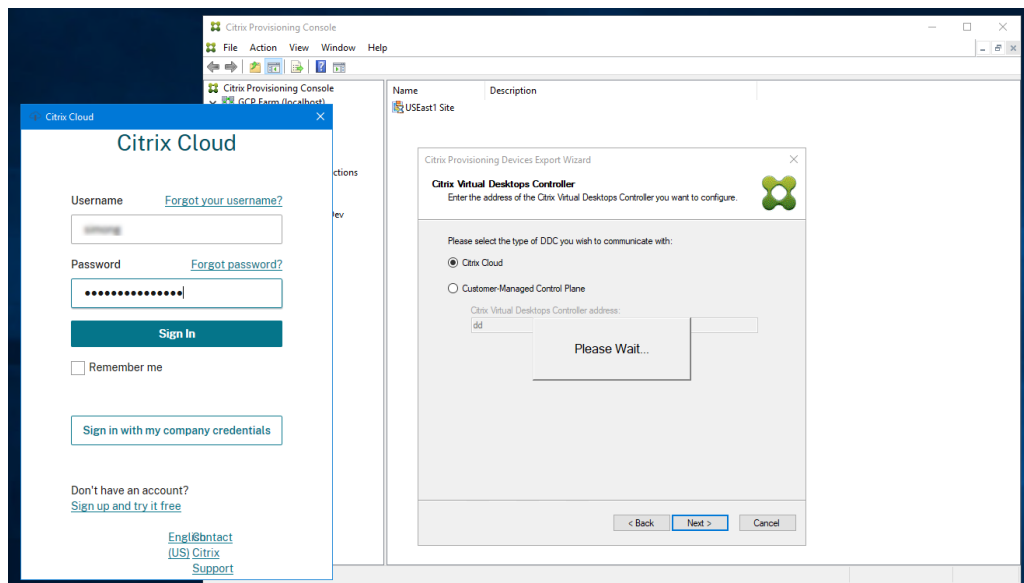 Citrix Provisioning Console
File Action View Window Help
Citrix Provisioning Console
GCP Farm (localhost)
ctions
Dev
Name Description
USEast1 Site
Citrix Cloud
Citrix Cloud
Username Forgot your username?
Password Forgot password?
Sign In
Remember me
Sign in with my company credentials
Don't have an account?
Sign up and try it free
English
(US)
Contact
Citrix
Support
Citrix Provisioning Devices Export Wizard
Citrix Virtual Desktops Controller
Enter the address of the Citrix Virtual Desktops Controller you want to configure.
Please select the type of DDC you wish to communicate with:
Citrix Cloud
Customer-Managed Control Plane
Citrix Virtual Desktops Controller address:
dd
Please Wait...
< Back Next > Cancel